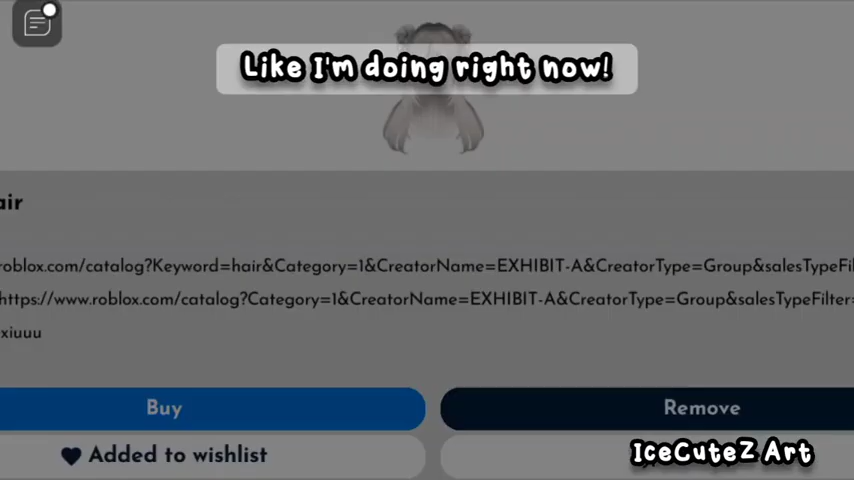 Like I'm doing right now!
air
roblox.com/catalog?Keyword=hair&Category=1&CreatorName=EXHIBIT-A&CreatorType=Group&salesTypeFil
https://www.roblox.com/catalog?Category=1&CreatorName=EXHIBIT-A&CreatorType=Group&salesTypeFilter=
xiuuu
Buy
Remove
Added to wishlist
IceCuteZ Art